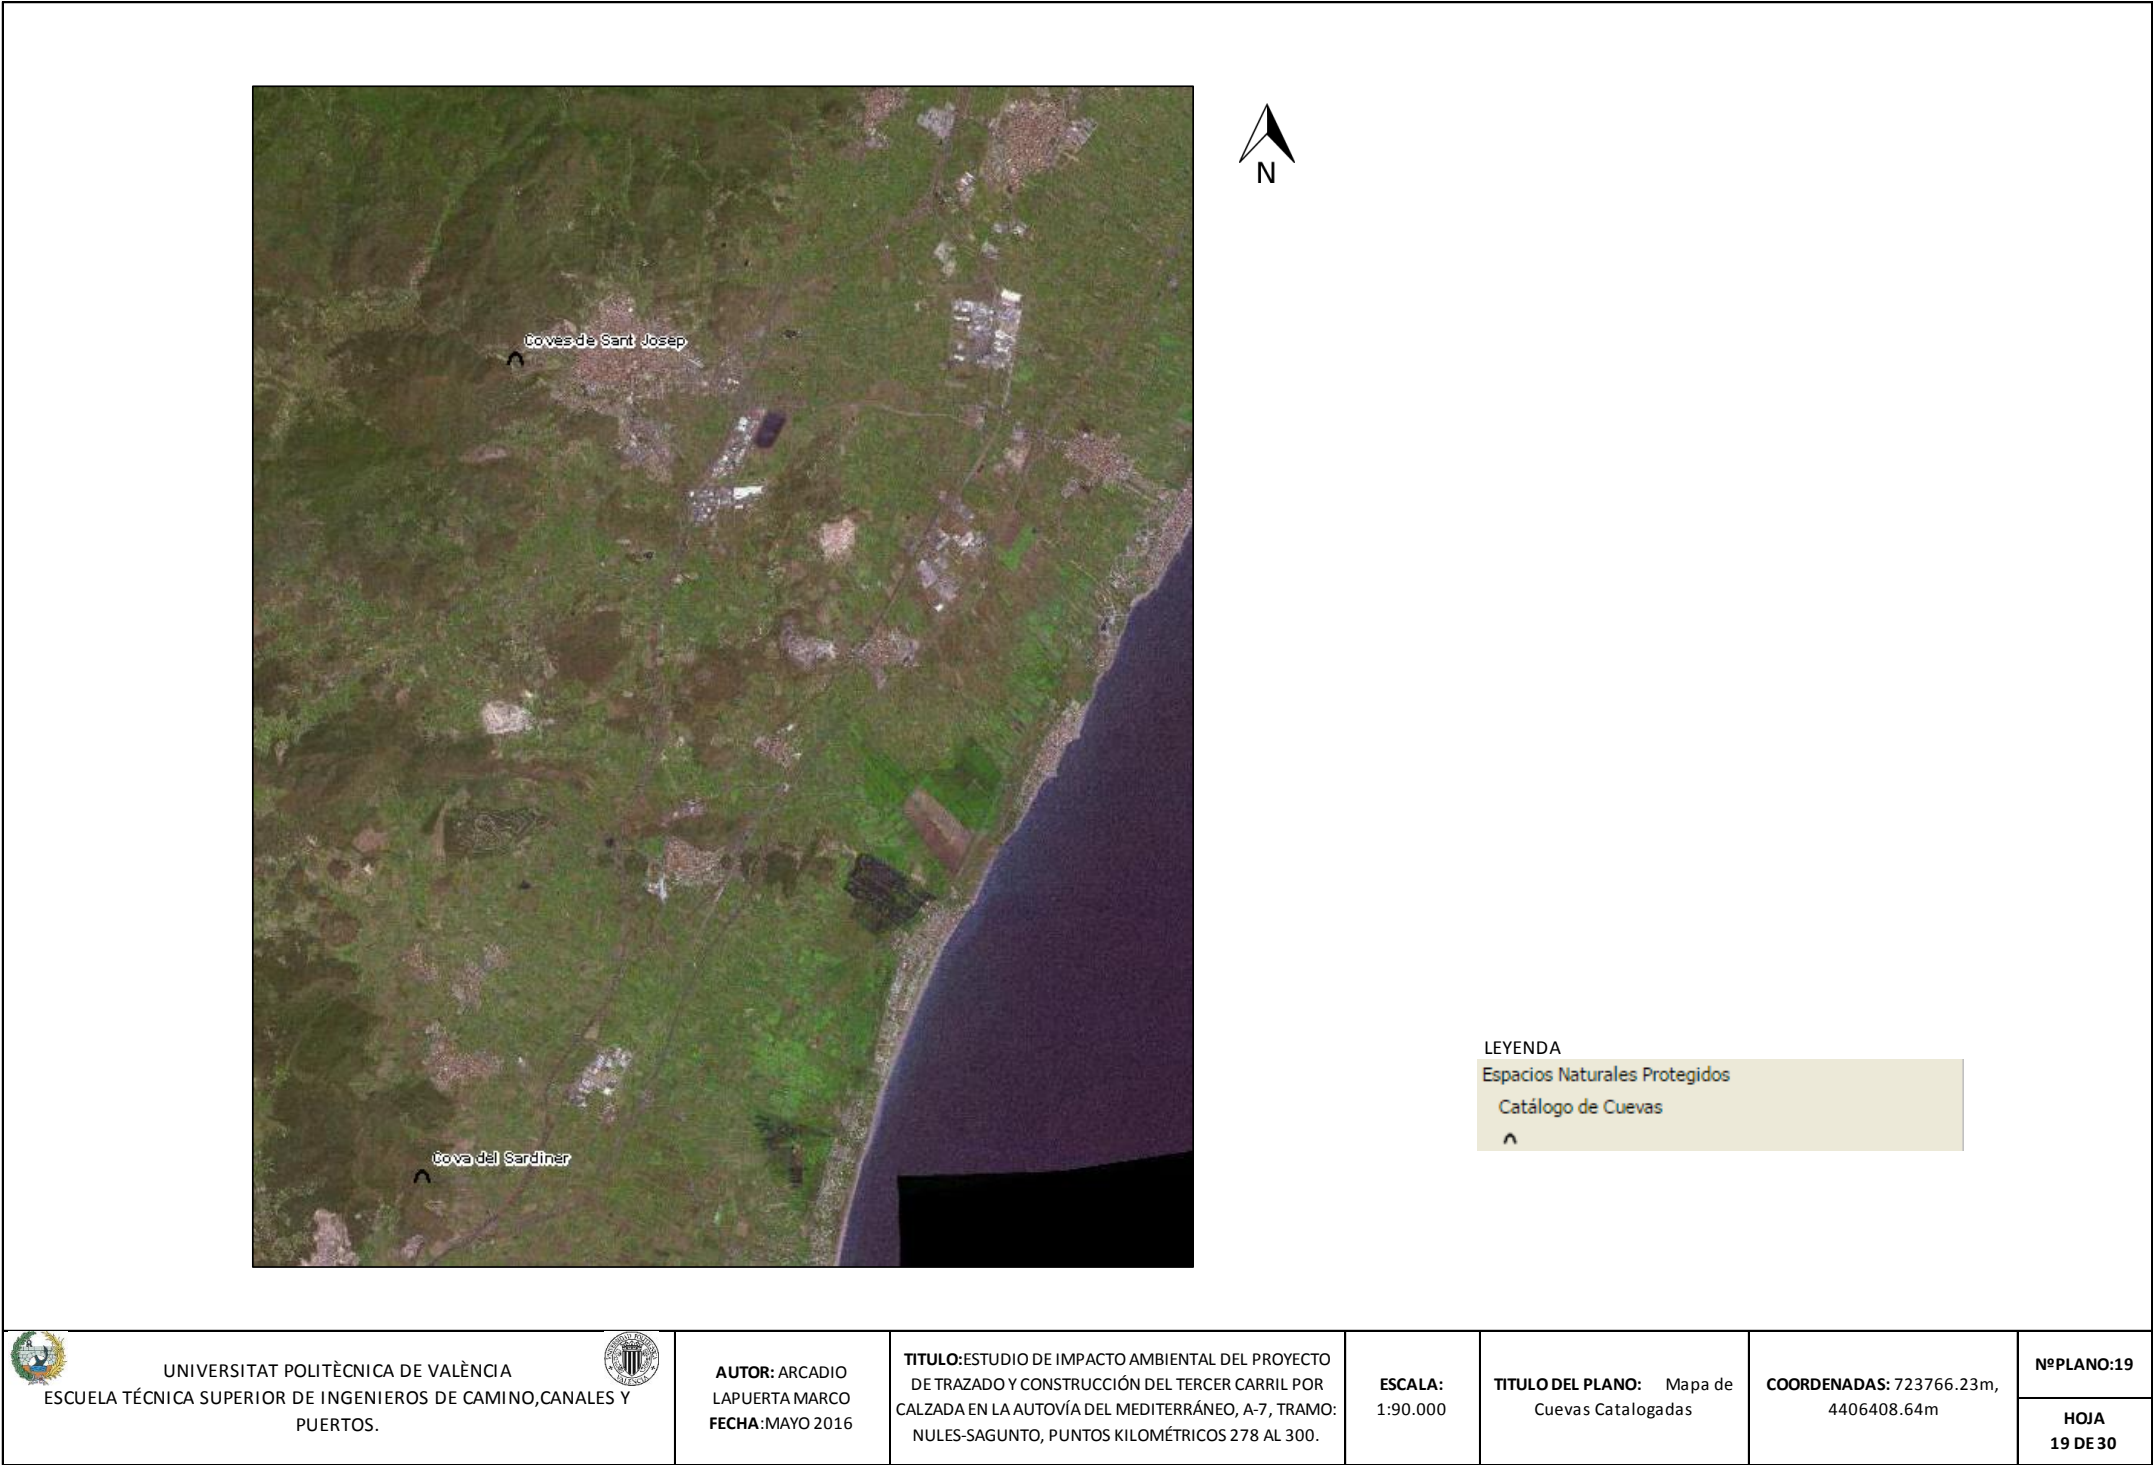 N
Coves de Sant Josep
Cova del Sardiner
LEYENDA
Espacios Naturales Protegidos
Catálogo de Cuevas
UNIVERSITAT POLITÈCNICA DE VALÈNCIA
ESCUELA TÉCNICA SUPERIOR DE INGENIEROS DE CAMINO,CANALES Y
PUERTOS.
AUTOR: ARCADIO
LAPUERTA MARCO
FECHA:MAYO 2016
TITULO:ESTUDIO DE IMPACTO AMBIENTAL DEL PROYECTO
DE TRAZADO Y CONSTRUCCIÓN DEL TERCER CARRIL POR
CALZADA EN LA AUTOVÍA DEL MEDITERRÁNEO, A-7, TRAMO:
NULES-SAGUNTO, PUNTOS KILOMÉTRICOS 278 AL 300.
ESCALA:
1:90.000
TITULO DEL PLANO: Mapa de
Cuevas Catalogadas
COORDENADAS: 723766.23m,
4406408.64m
NºPLANO:19
HOJA
19 DE 30